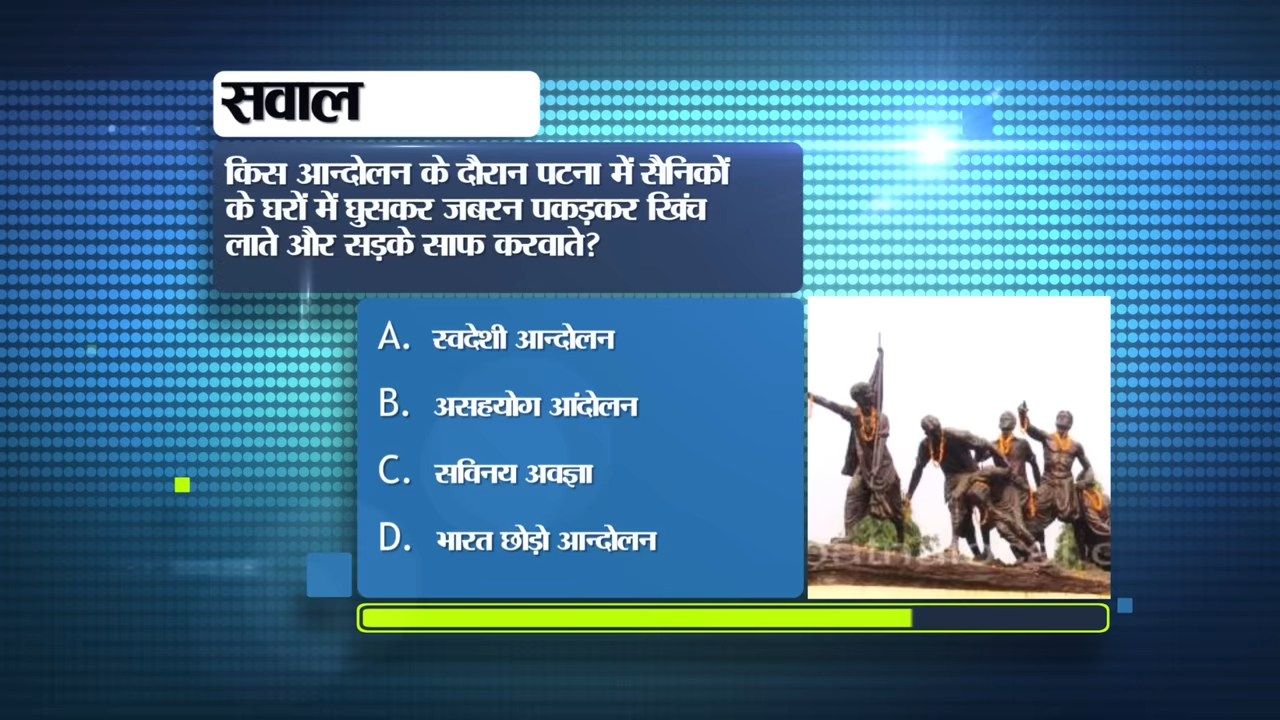 सवाल
किस आन्दोलन के दौरान पटना में सैनिकों
के घरों में घुसकर जबरन पकड़कर खिंच
लाते और सड़के साफ करवाते?
A. स्वदेशी आन्दोलन
B. असहयोग आंदोलन
C. सविनय अवज्ञा
D. भारत छोड़ो आन्दोलन